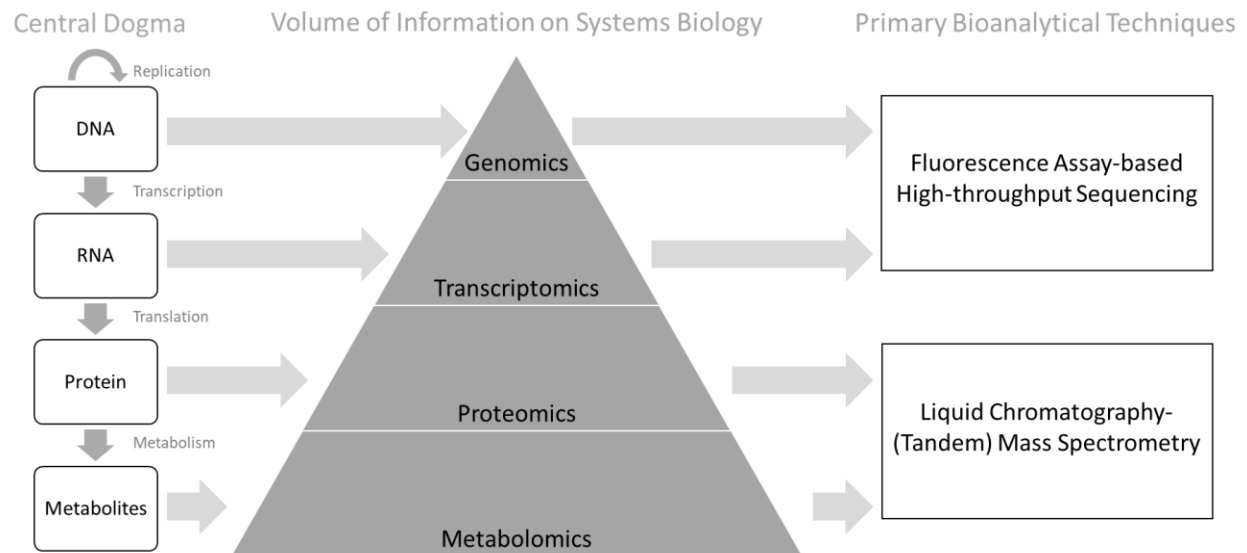 Central Dogma
Volume of Information on Systems Biology
Primary Bioanalytical Techniques
Replication
DNA
Transcription
RNA
Translation
Protein
Metabolism
Metabolites
Genomics
Transcriptomics
Proteomics
Metabolomics
Fluorescence Assay-based
High-throughput Sequencing
Liquid Chromatography-
(Tandem) Mass Spectrometry